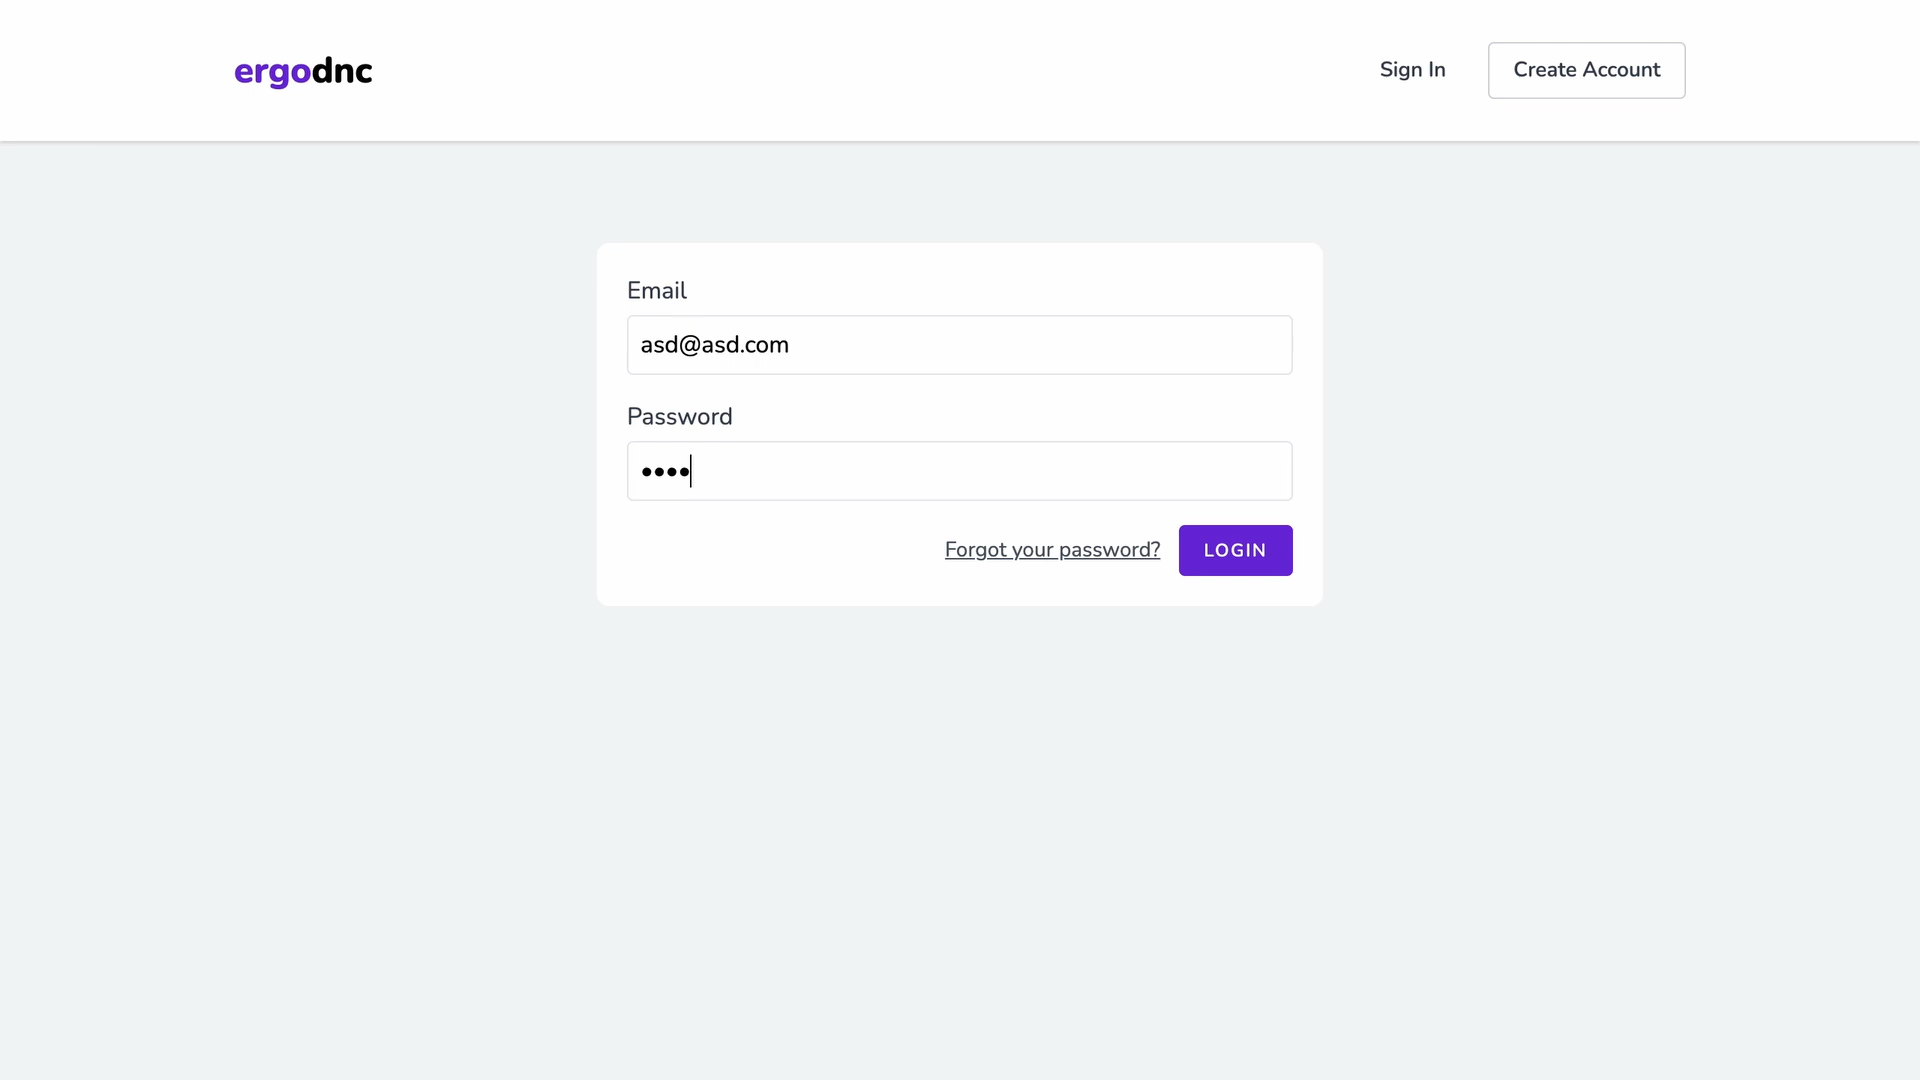 ergodnc
Sign In
Create Account
Email
asd@asd.com
Password
••••
Forgot your password?
LOGIN